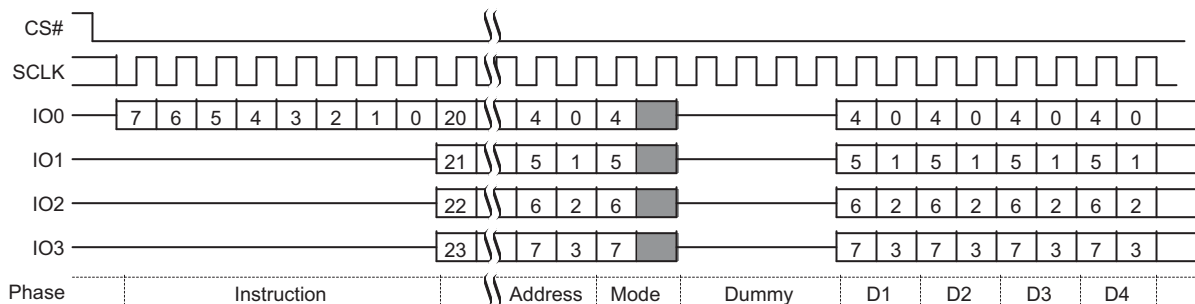 CS#
SCLK
IO0 7 6 5 4 3 2 1 0 20 4 0 4 4 0 4 0 4 0 4 0
IO1 21 5 1 5 5 1 5 1 5 1 5 1
IO2 22 6 2 6 6 2 6 2 6 2 6 2
IO3 23 7 3 7 7 3 7 3 7 3 7 3
Phase Instruction Address Mode Dummy D1 D2 D3 D4